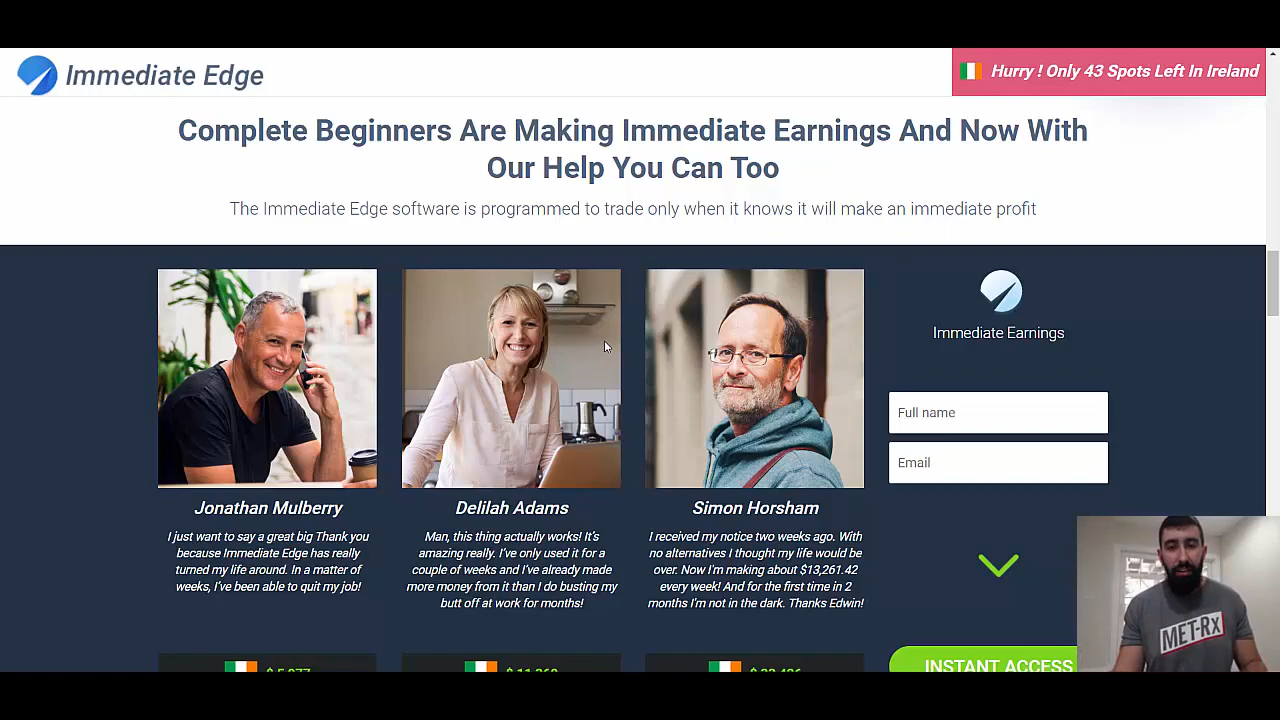 Immediate Edge
Hurry ! Only 43 Spots Left In Ireland
Complete Beginners Are Making Immediate Earnings And Now With
Our Help You Can Too
The Immediate Edge software is programmed to trade only when it knows it will make an immediate profit
Immediate Earnings
Full name
Email
Jonathan Mulberry
I just want to say a great big Thank you
because Immediate Edge has really
turned my life around. In a matter of
weeks, I've been able to quit my job!
Delilah Adams
Man, this thing actually works! It's
amazing really. I've only used it for a
couple of weeks and I've already made
more money from it than I do busting my
butt off at work for months!
Simon Horsham
I received my notice two weeks ago. With
no alternatives I thought my life would be
over. Now I'm making about $13,261.42
every week! And for the first time in 2
months I'm not in the dark. Thanks Edwin!
INSTANT ACCESS
MET-RX